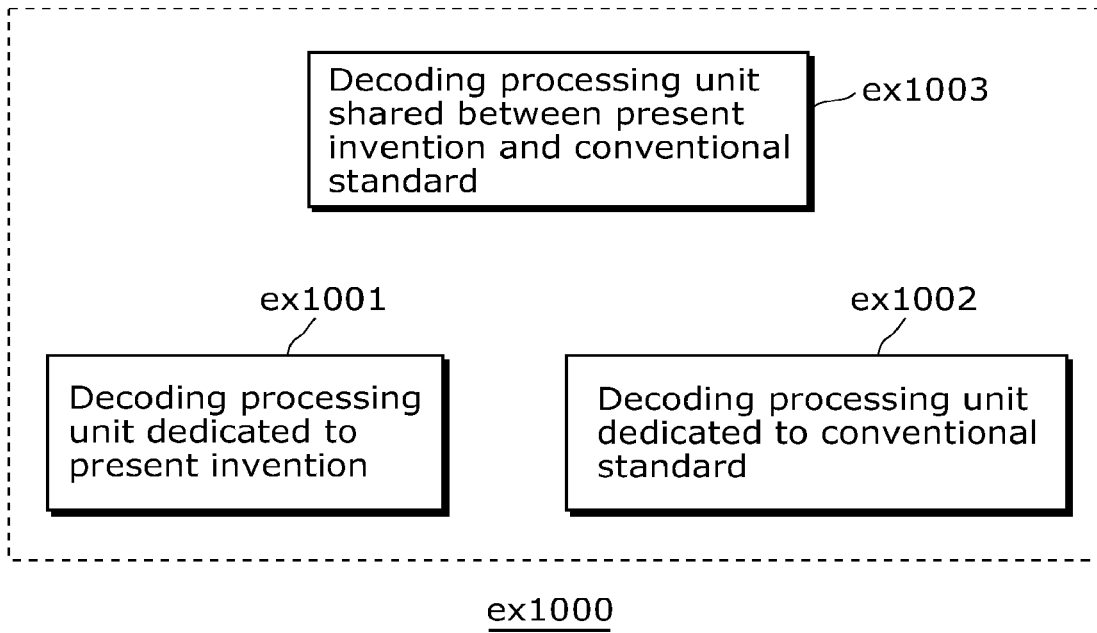 Decoding processing unit
shared between present
invention and conventional
standard
ex1003
ex1001
Decoding processing
unit dedicated to
present invention
ex1002
Decoding processing unit
dedicated to conventional
standard
ex1000